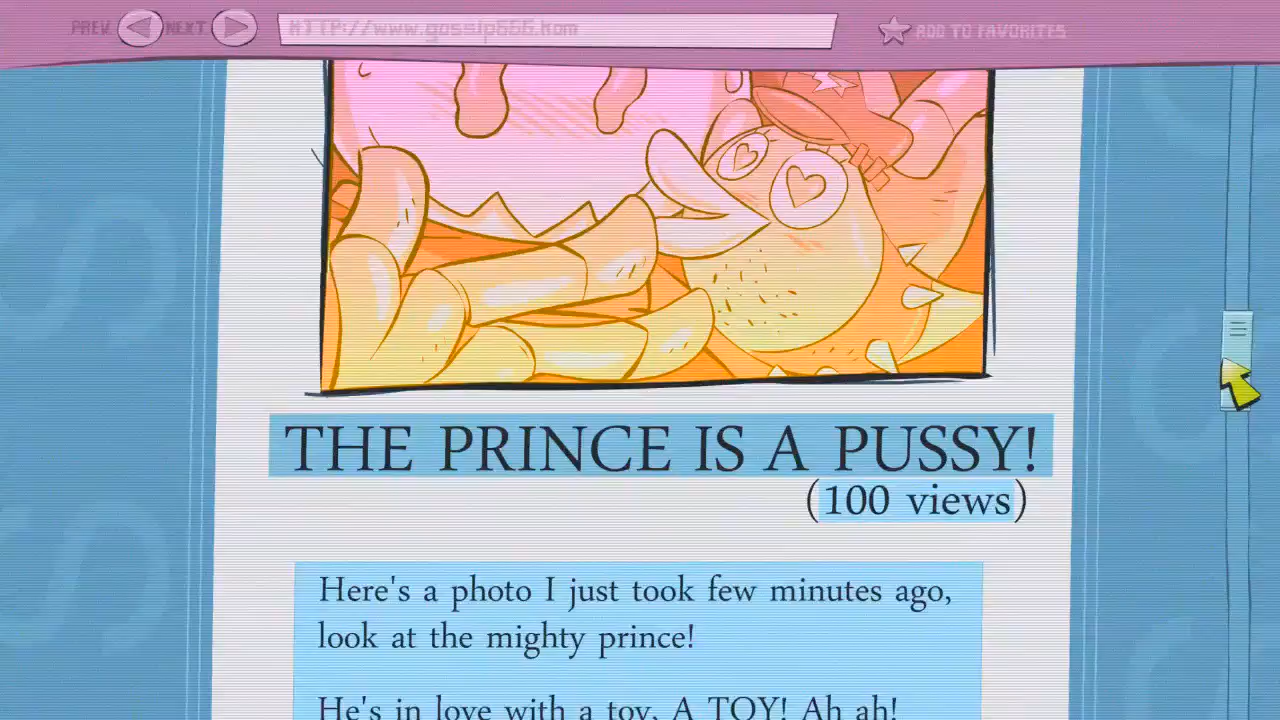 PREV NEXT HTTP://www.gossip666.kom ADD TO FAVORITES
THE PRINCE IS A PUSSY!
(100 views)
Here's a photo I just took few minutes ago,
look at the mighty prince!
He's in love with a toy, A TOY! Ah ah!